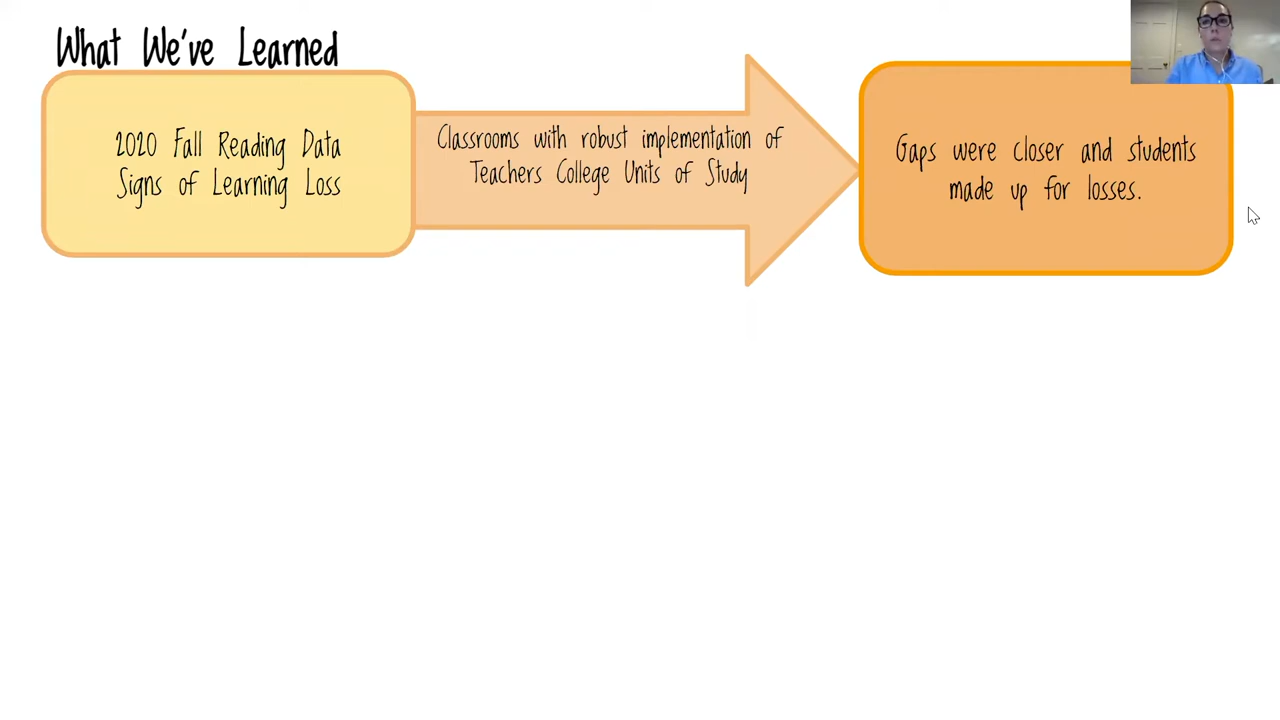 What We've Learned
2020 Fall Reading Data
Signs of Learning Loss
Classrooms with robust implementation of
Teachers College Units of Study
Gaps were closer and students
made up for losses.